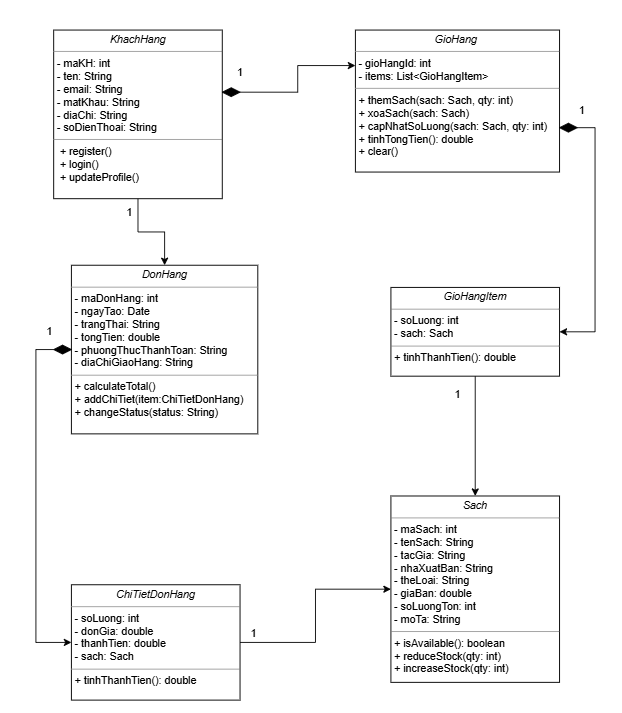 KhachHang
- maKH: int
- ten: String
- email: String
- matKhau: String
- diaChi: String
- soDienThoai: String
+ register()
+ login()
+ updateProfile()
1
GioHang
- gioHangId: int
- items: List<GioHangItem>
+ themSach(sach: Sach, qty: int)
+ xoaSach(sach: Sach)
+ capNhatSoLuong(sach: Sach, qty: int)
+ tinhTongTien(): double
+ clear()
1
1
DonHang
- maDonHang: int
- ngayTao: Date
- trangThai: String
- tongTien: double
- phuongThucThanhToan: String
- diaChiGiaoHang: String
+ calculateTotal()
+ addChiTiet(item:ChiTietDonHang)
+ changeStatus(status: String)
1
GioHangItem
- soLuong: int
- sach: Sach
+ tinhThanhTien(): double
1
Sach
- maSach: int
- tenSach: String
- tacGia: String
- nhaXuatBan: String
- theLoai: String
- giaBan: double
- soLuongTon: int
- moTa: String
+ isAvailable(): boolean
+ reduceStock(qty: int)
+ increaseStock(qty: int)
ChiTietDonHang
- soLuong: int
- donGia: double
- thanhTien: double
- sach: Sach
+ tinhThanhTien(): double
1